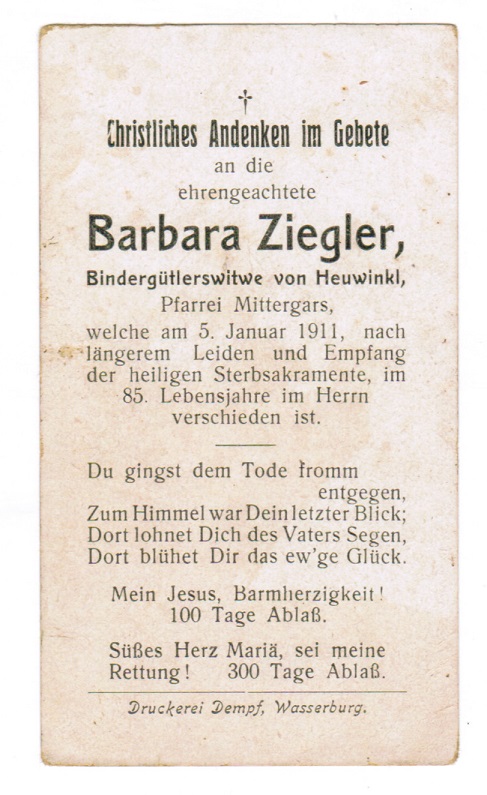 †
Christliches Andenken im Gebete
an die
ehrengeachtete
Barbara Ziegler,
Bindergütlerswitwe von Heuwinkl,
Pfarrei Mittergars,
welche am 5. Januar 1911, nach
längerem Leiden und Empfang
der heiligen Sterbsakramente, im
85. Lebensjahre im Herrn
verschieden ist.
Du gingst dem Tode fromm
entgegen,
Zum Himmel war Dein letzter Blick;
Dort lohnet Dich des Vaters Segen,
Dort blühet Dir das ew'ge Glück.
Mein Jesus, Barmherzigkeit!
100 Tage Ablaß.
Süßes Herz Mariä, sei meine
Rettung! 300 Tage Ablaß.
Druckerei Dempf, Wasserburg.